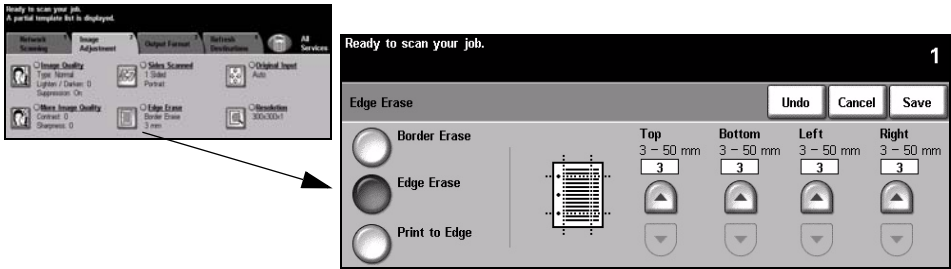 Ready to scan your job.
A partial template list is displayed.
Network Scanning 1
Image Adjustment 2
Output Format 3
Refresh Destinations 4
All Services
Image Quality
Type: Normal
Lighten / Darken: 0
Suppression: On
Sides Scanned
1 Sided
Portrait
Original Input
Auto
More Image Quality
Contrast: 0
Sharpness: 0
Edge Erase
Border Erase
3 mm
Resolution
300x300x1
Ready to scan your job.
1
Edge Erase
Undo Cancel Save
Border Erase
Edge Erase
Print to Edge
Top Bottom Left Right
3 – 50 mm 3 – 50 mm 3 – 50 mm 3 – 50 mm
3 3 3 3